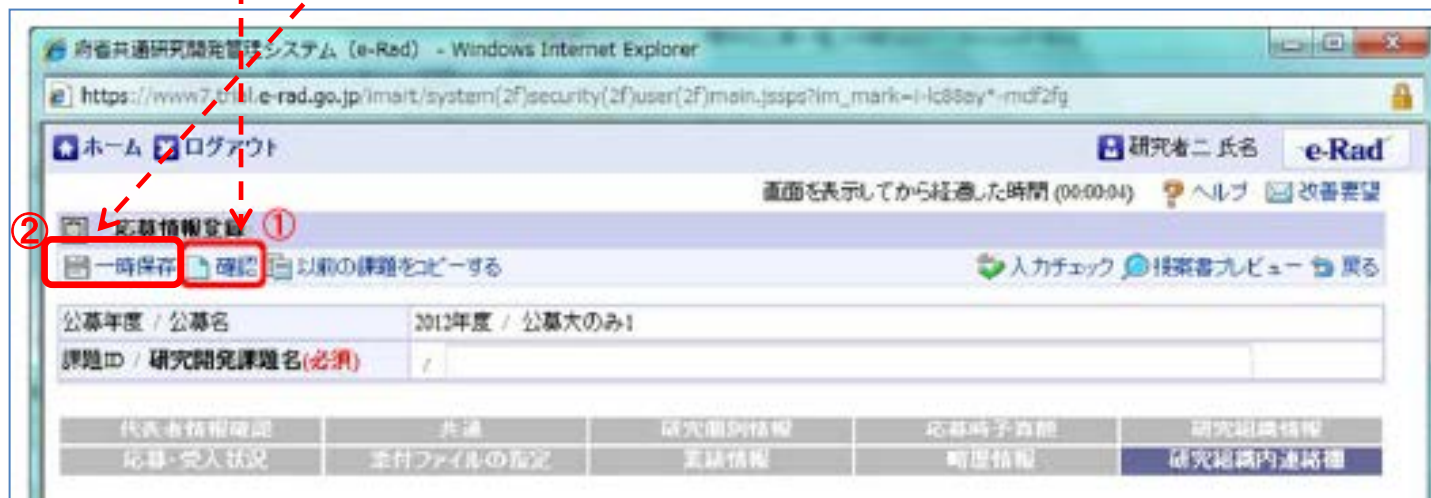 府省共通研究開発管理システム (e-Rad) - Windows Internet Explorer
https://www7.trial.e-rad.go.jp/imart/system(2f)security(2f)user(2f)main.jssps?im_mark=
ホーム ログアウト 研究者二 氏名 e-Rad
画面を表示してから経過した時間 (00:00:04) ヘルプ 改善要望
② 応募情報登録 ①
一時保存 確認 以前の課題をコピーする 入力チェック 提案書プレビュー 戻る
公募年度 / 公募名 2012年度 / 公募大のみ1
課題ID / 研究開発課題名(必須) /
代表者情報確認 共通 研究個別情報 応募時予算額 研究組織情報
応募・受入状況 添付ファイルの指定 業績情報 略歴情報 研究組織内連絡欄